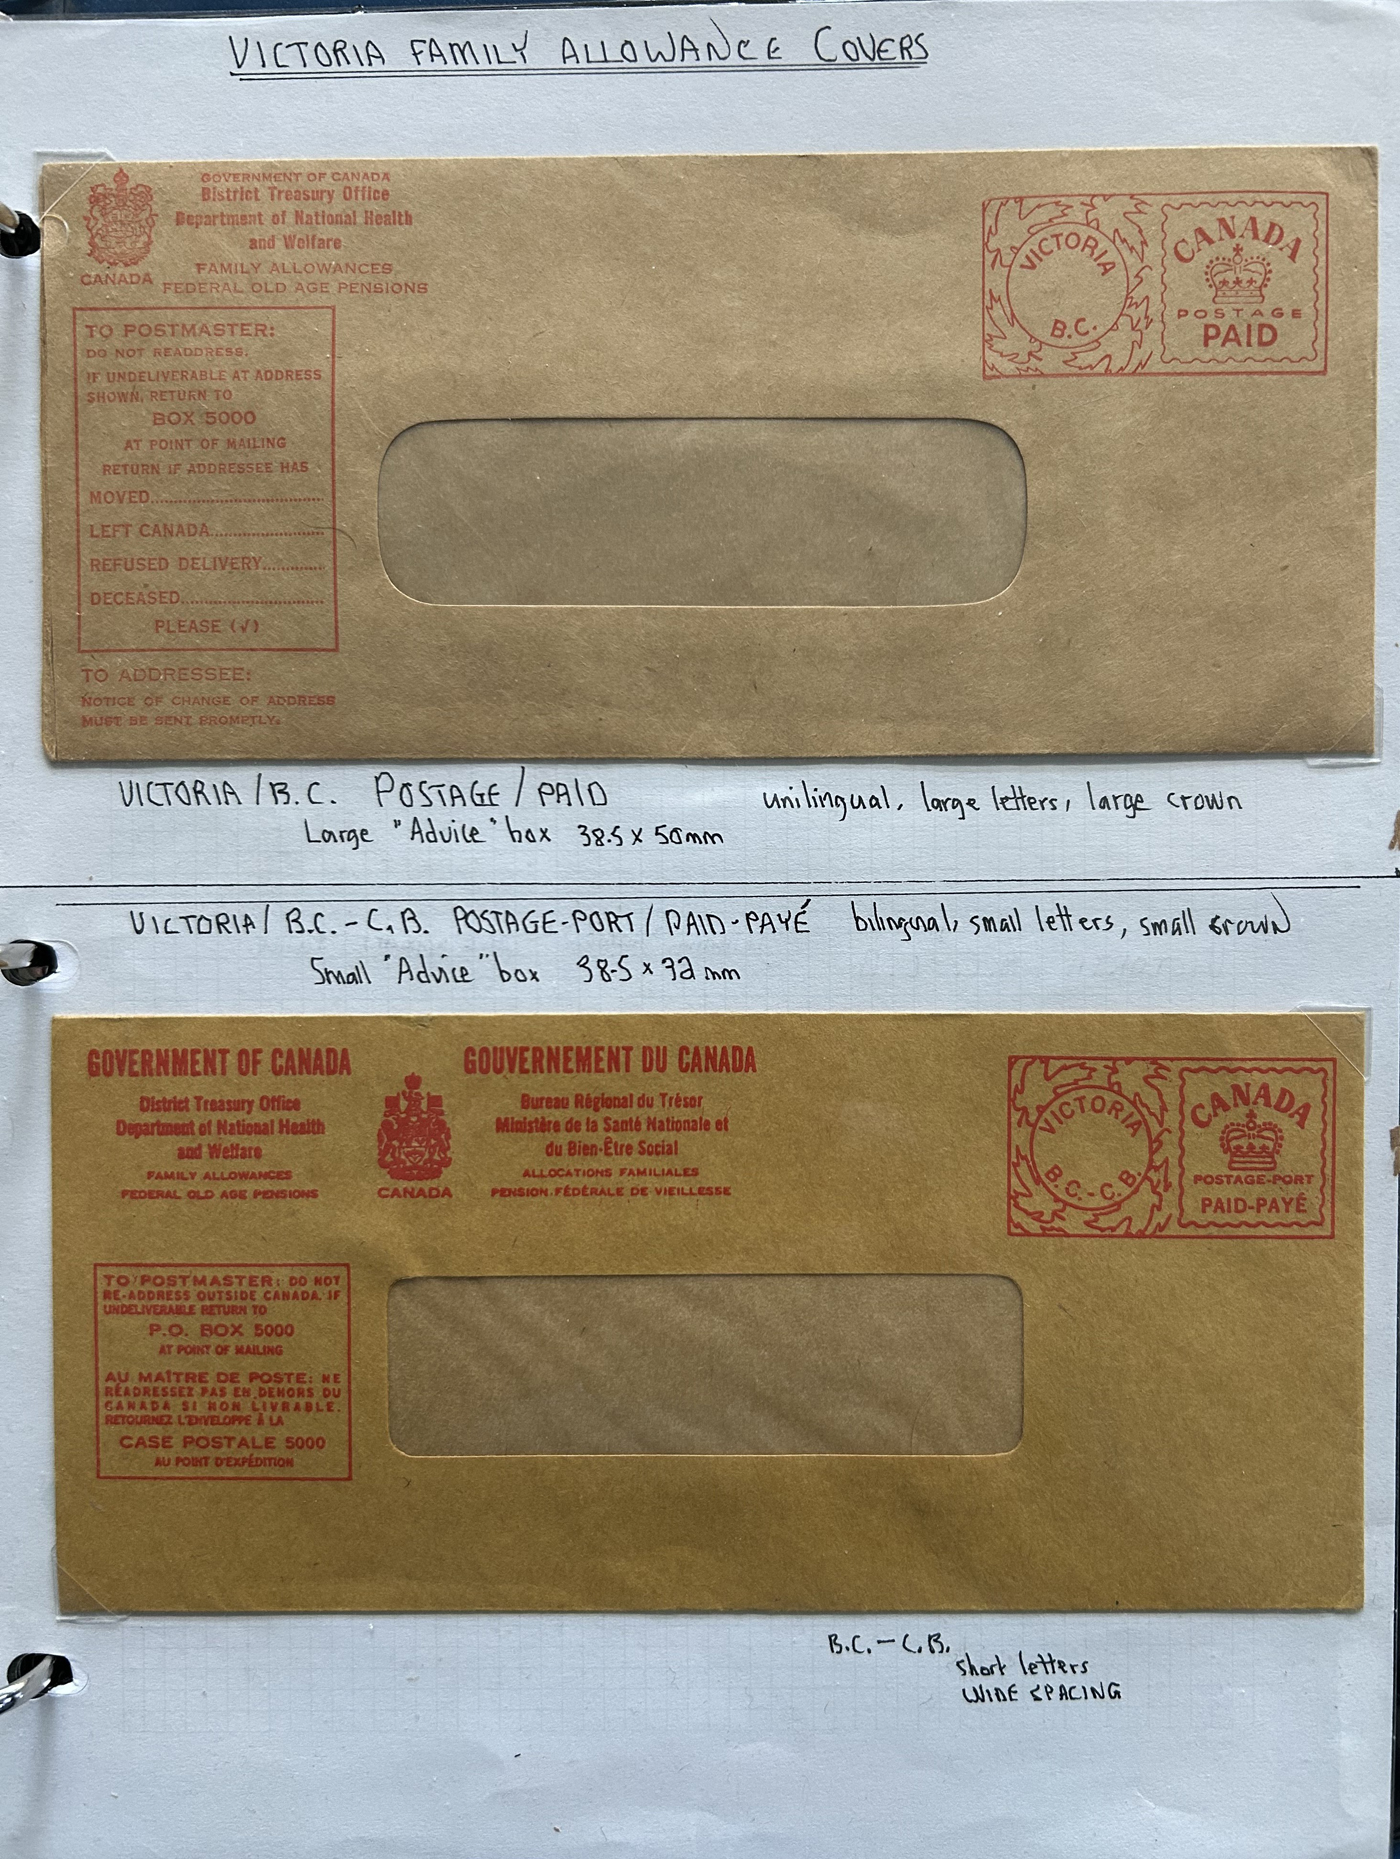 VICTORIA FAMILY ALLOWANCE COVERS
GOVERNMENT OF CANADA
District Treasury Office
Department of National Health
and Welfare
FAMILY ALLOWANCES
FEDERAL OLD AGE PENSIONS
CANADA
TO POSTMASTER:
DO NOT READDRESS.
IF UNDELIVERABLE AT ADDRESS
SHOWN, RETURN TO
BOX 5000
AT POINT OF MAILING
RETURN IF ADDRESSEE HAS
MOVED....................................
LEFT CANADA........................
REFUSED DELIVERY.............
DECEASED..............................
PLEASE (√)
TO ADDRESSEE:
NOTICE OF CHANGE OF ADDRESS
MUST BE SENT PROMPTLY.
VICTORIA
B.C.
CANADA
POSTAGE
PAID
VICTORIA/B.C. POSTAGE/PAID unilingual, large letters, large crown
Large "Advice" box 38.5 x 50mm
VICTORIA/B.C.-C.B. POSTAGE-PORT/PAID-PAYÉ bilingual, small letters, small crown
Small "Advice" box 38.5 x 32mm
GOVERNMENT OF CANADA
District Treasury Office
Department of National Health
and Welfare
FAMILY ALLOWANCES
FEDERAL OLD AGE PENSIONS
CANADA
GOUVERNEMENT DU CANADA
Bureau Régional du Trésor
Ministère de la Santé Nationale et
du Bien-Être Social
ALLOCATIONS FAMILIALES
PENSION FÉDÉRALE DE VIEILLESSE
VICTORIA
B.C.-C.B.
CANADA
POSTAGE-PORT
PAID-PAYÉ
TO POSTMASTER: DO NOT
RE-ADDRESS OUTSIDE CANADA. IF
UNDELIVERABLE RETURN TO
P.O. BOX 5000
AT POINT OF MAILING
AU MAÎTRE DE POSTE: NE
RÉADRESSEZ PAS EN DEHORS DU
CANADA SI NON LIVRABLE.
RETOURNEZ L'ENVELOPPE À LA
CASE POSTALE 5000
AU POINT D'EXPÉDITION
B.C.-C.B.
short letters
WIDE SPACING